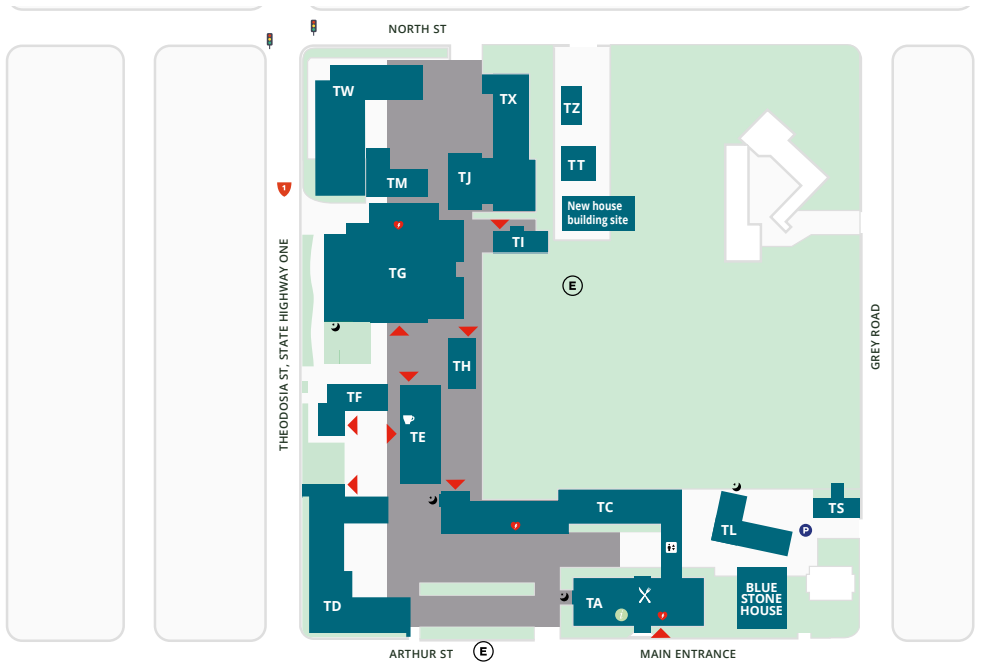 NORTH ST
TW
TX
TZ
TT
TJ
TM
1
New house
building site
TI
TG
E
THEODOSIA ST, STATE HIGHWAY ONE
GREY ROAD
TH
TF
TE
TC
TS
TL
P
TD
TA
i
BLUE
STONE
HOUSE
ARTHUR ST
E
MAIN ENTRANCE